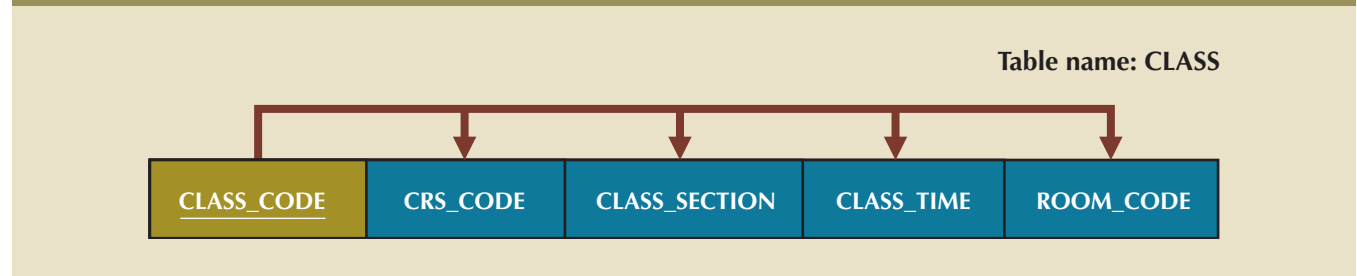 Table name: CLASS
CLASS_CODE CRS_CODE CLASS_SECTION CLASS_TIME ROOM_CODE